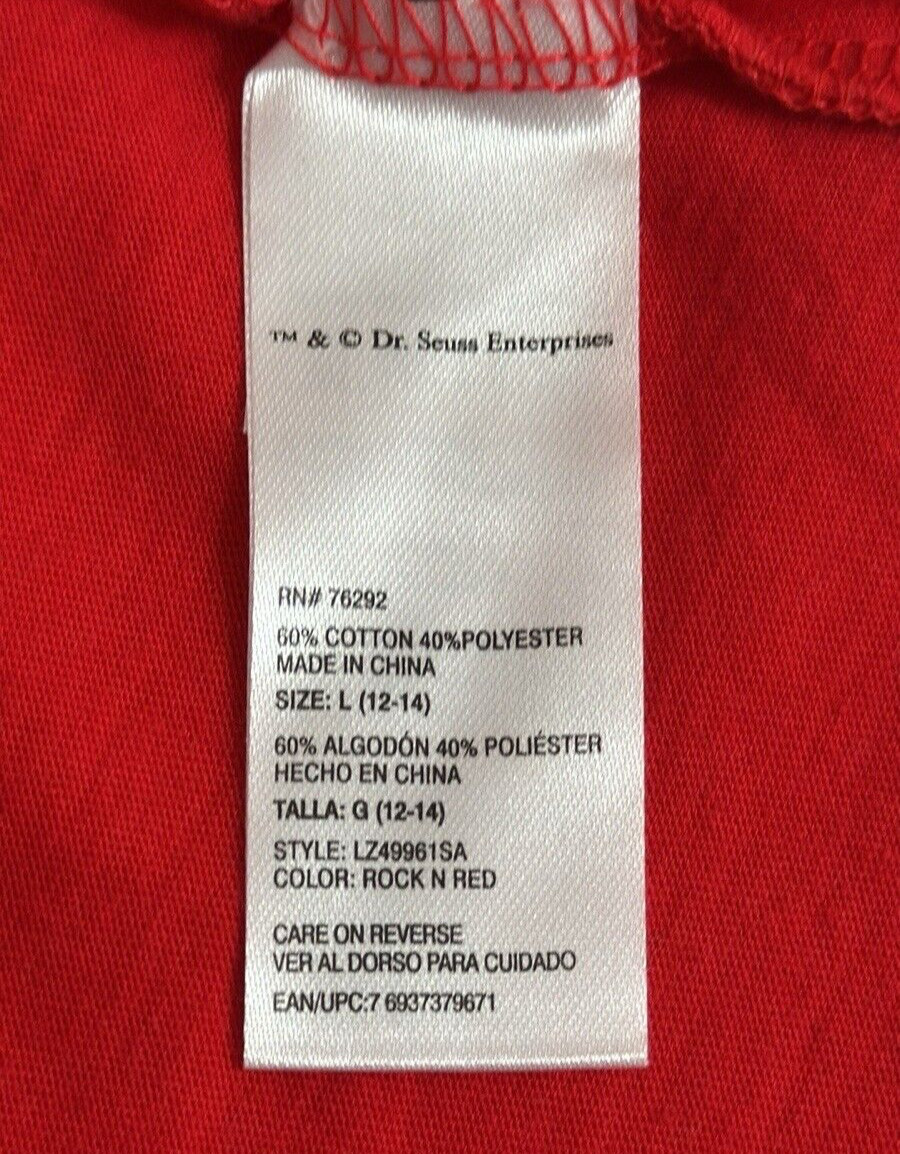 ™ & © Dr. Seuss Enterprises
RN# 76292
60% COTTON 40%POLYESTER
MADE IN CHINA
SIZE: L (12-14)
60% ALGODÓN 40% POLIÉSTER
HECHO EN CHINA
TALLA: G (12-14)
STYLE: LZ49961SA
COLOR: ROCK N RED
CARE ON REVERSE
VER AL DORSO PARA CUIDADO
EAN/UPC:7 6937379671